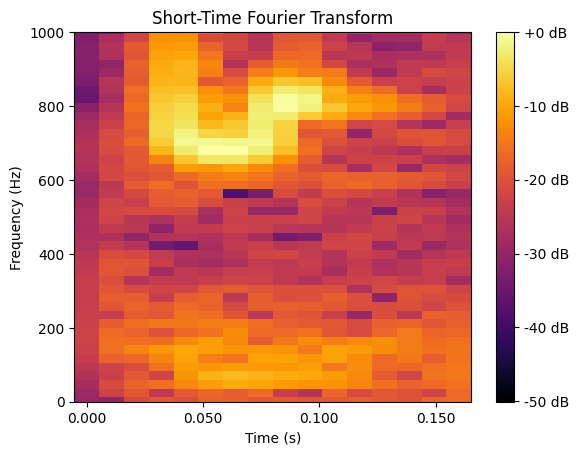 Short-Time Fourier Transform
1000
800
600
400
200
0
Frequency (Hz)
0.000
0.050
0.100
0.150
Time (s)
+0 dB
-10 dB
-20 dB
-30 dB
-40 dB
-50 dB